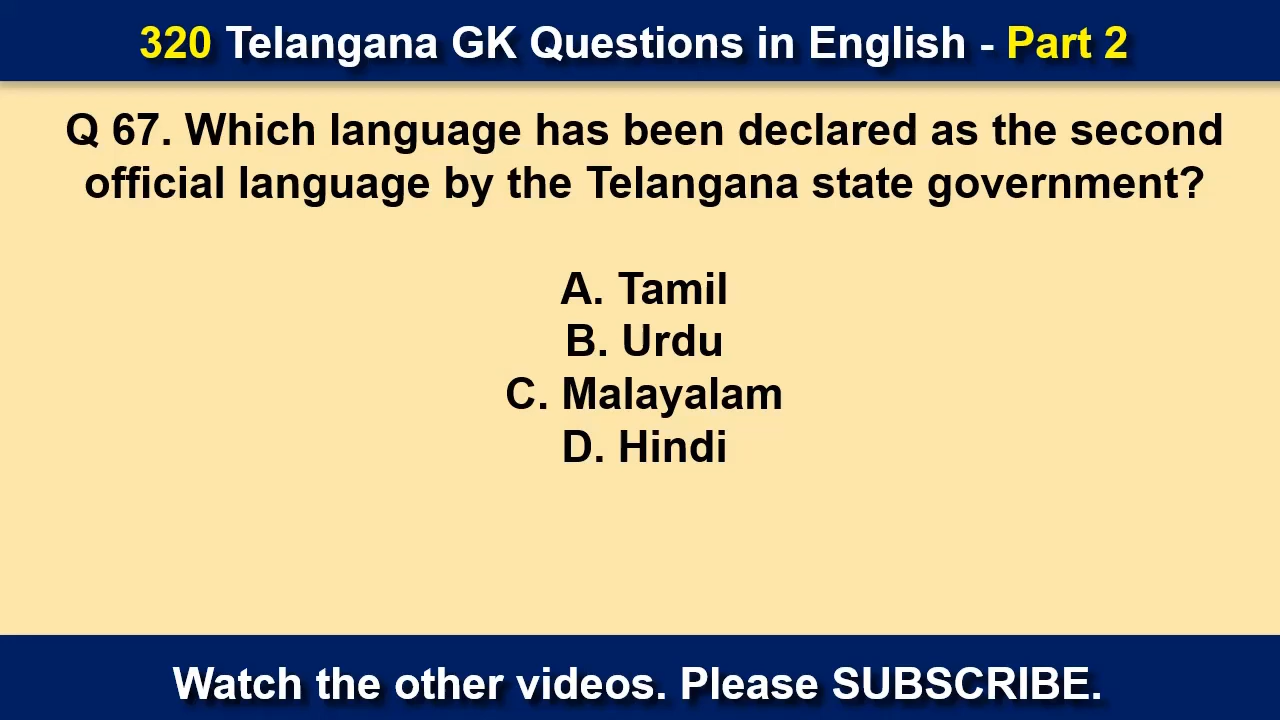 320 Telangana GK Questions in English - Part 2
Q 67. Which language has been declared as the second
official language by the Telangana state government?
A. Tamil
B. Urdu
C. Malayalam
D. Hindi
Watch the other videos. Please SUBSCRIBE.